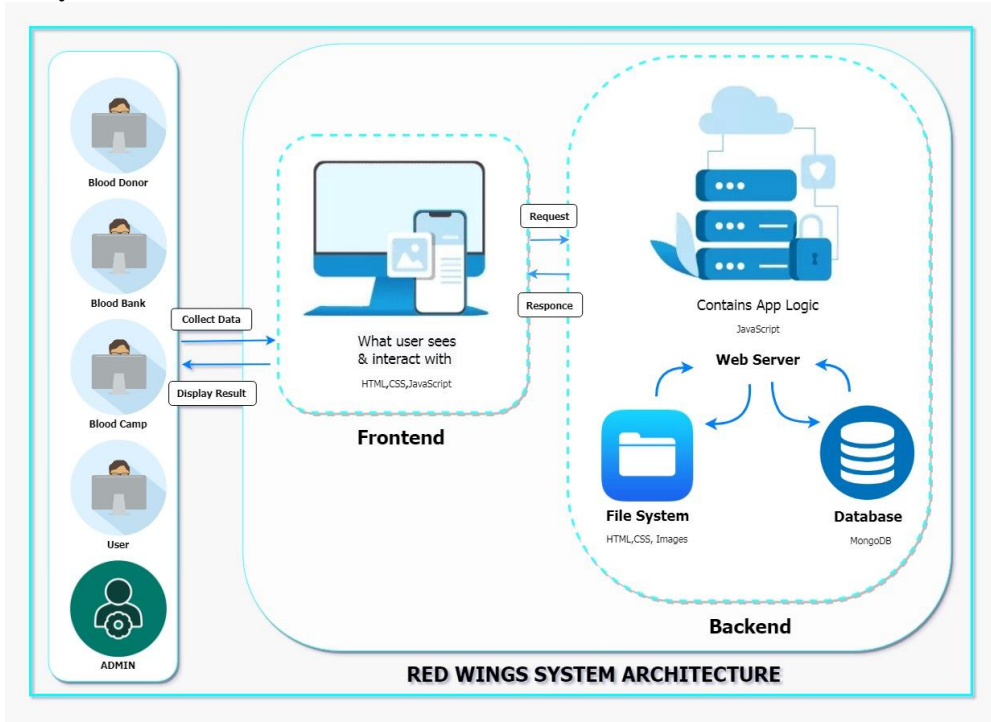 Blood Donor
Blood Bank
Blood Camp
User
ADMIN
Collect Data
Display Result
What user sees
& interact with
HTML,CSS,JavaScript
Frontend
Request
Responce
Contains App Logic
JavaScript
Web Server
File System
HTML,CSS, Images
Database
MongoDB
Backend
RED WINGS SYSTEM ARCHITECTURE